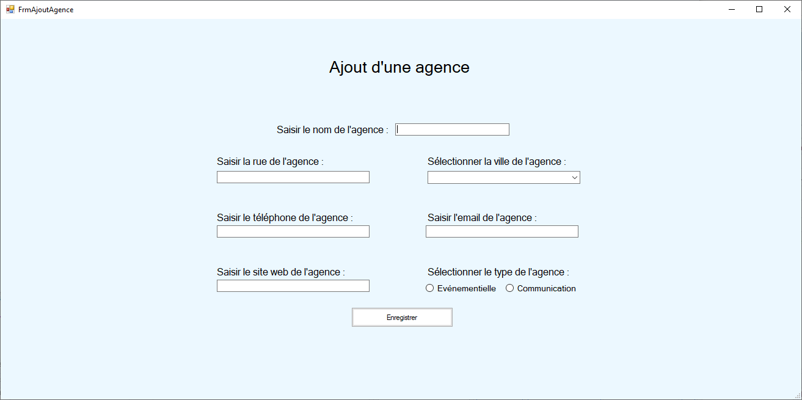 FrmAjoutAgence
Ajout d'une agence
Saisir le nom de l'agence :
Saisir la rue de l'agence :
Sélectionner la ville de l'agence :
Saisir le téléphone de l'agence :
Saisir l'email de l'agence :
Saisir le site web de l'agence :
Sélectionner le type de l'agence :
Evénementielle
Communication
Enregistrer